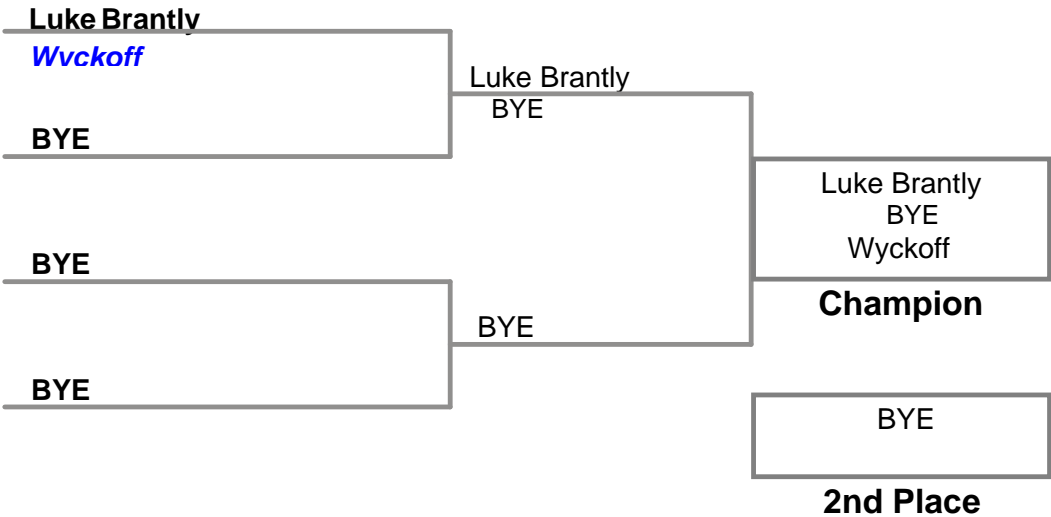 Luke Brantly
Wyckoff
Luke Brantly
BYE
BYE
Luke Brantly
BYE
Wyckoff
BYE
Champion
BYE
BYE
BYE
2nd Place